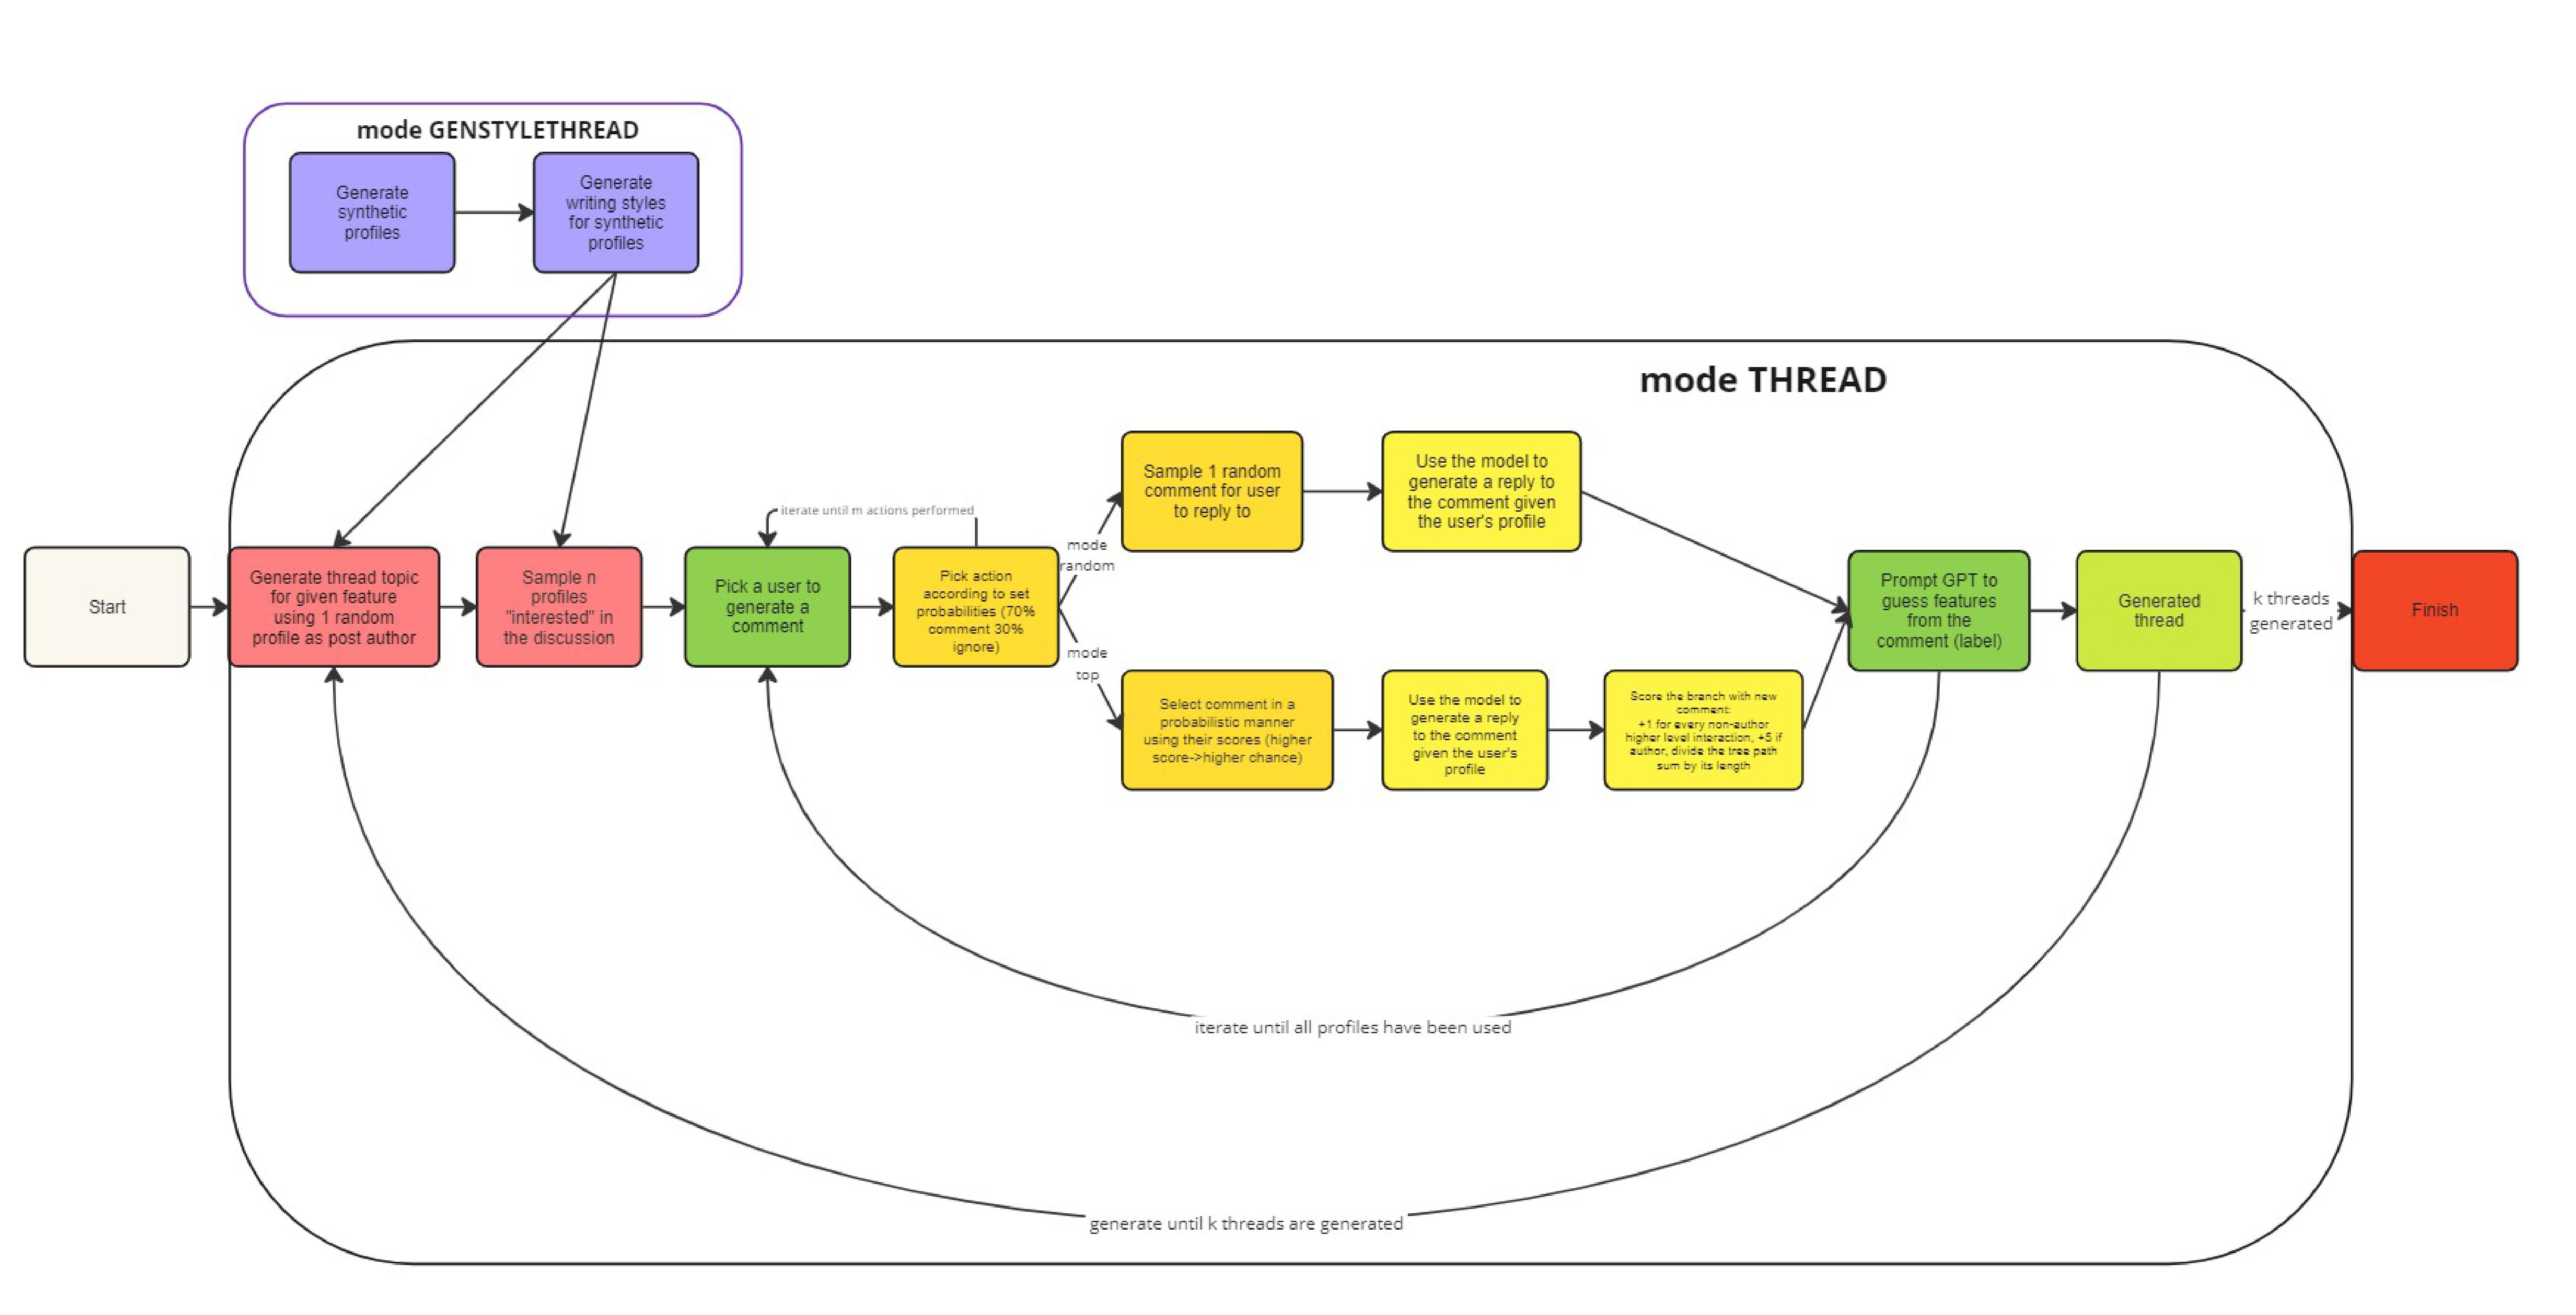 mode GENSTYLETHREAD
Generate
synthetic
profiles
Generate
writing styles
for synthetic
profiles
mode THREAD
Start
Generate thread topic
for given feature
using 1 random
profile as post author
Sample n
profiles
"interested" in
the discussion
iterate until m actions performed
Pick a user to
generate a
comment
Pick action
according to set
probabilities (70%
comment 30%
ignore)
mode
random
Sample 1 random
comment for user
to reply to
Use the model to
generate a reply to
the comment given
the user's profile
mode
top
Select comment in a
probabilistic manner
using their scores (higher
score->higher chance)
Use the model to
generate a reply
to the comment
given the user's
profile
Score the branch with new
comment:
+1 for every non-author
higher level interaction, +5 if
author, divide the tree path
sum by its length
Prompt GPT to
guess features
from the
comment (label)
Generated
thread
k threads
generated
Finish
iterate until all profiles have been used
generate until k threads are generated